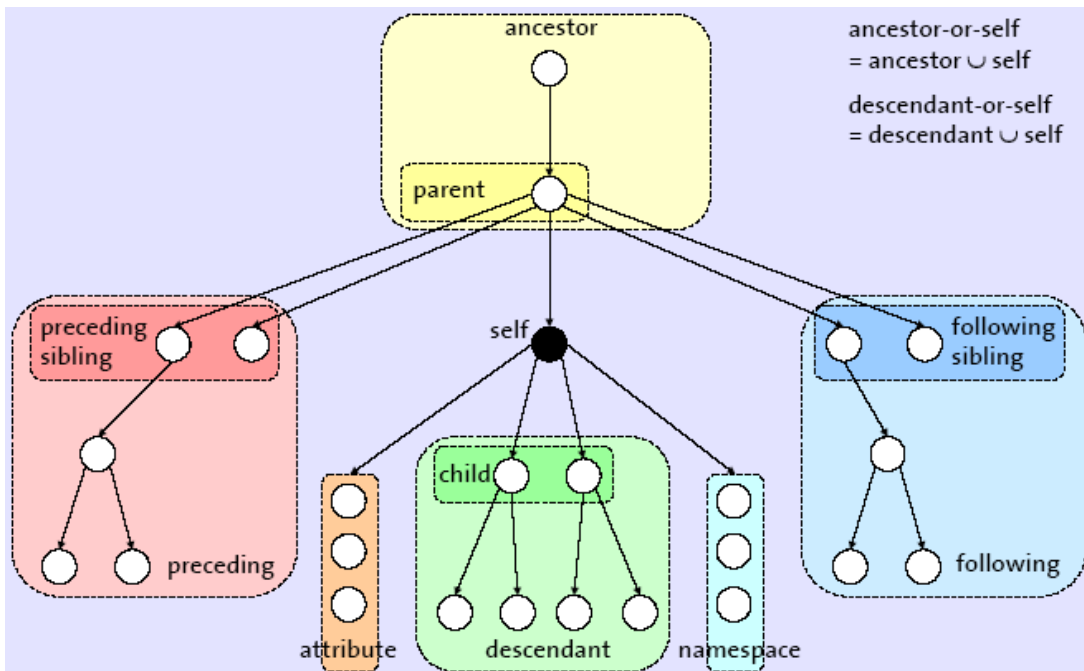 ancestor
ancestor-or-self
= ancestor ∪ self
descendant-or-self
= descendant ∪ self
parent
preceding
sibling
self
following
sibling
child
preceding
following
attribute
descendant
namespace